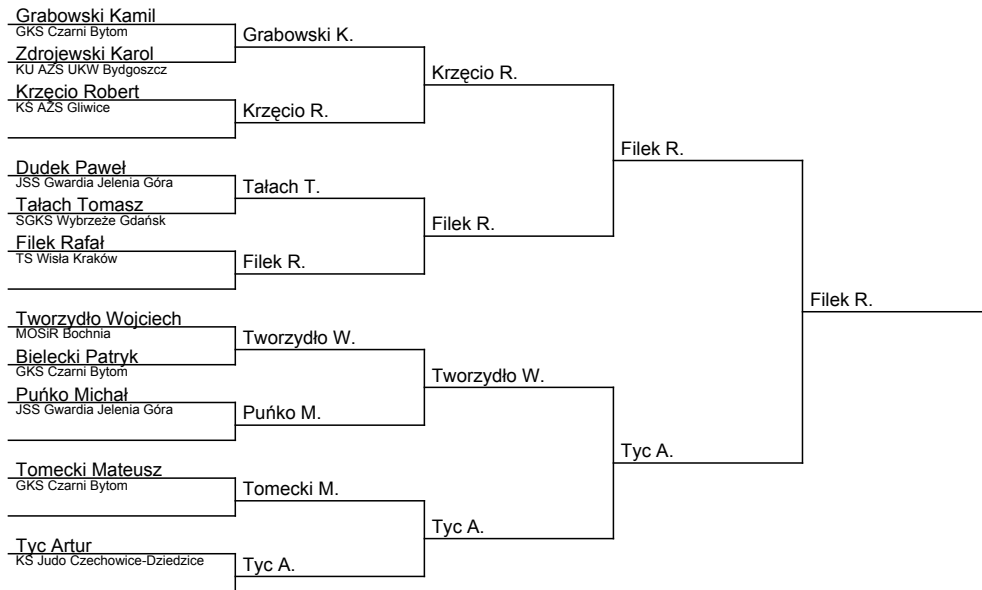 Grabowski Kamil
GKS Czarni Bytom
Zdrojewski Karol
KU AZS UKW Bydgoszcz
Krzęcio Robert
KŚ AZS Gliwice
Dudek Paweł
JSS Gwardia Jelenia Góra
Tałach Tomasz
SGKS Wybrzeże Gdańsk
Filek Rafał
TS Wisła Kraków
Tworzydło Wojciech
MOSiR Bochnia
Bielecki Patryk
GKS Czarni Bytom
Puńko Michał
JSS Gwardia Jelenia Góra
Tomecki Mateusz
GKS Czarni Bytom
Tyc Artur
KS Judo Czechowice-Dziedzice
Grabowski K.
Krzęcio R.
Tałach T.
Filek R.
Tworzydło W.
Puńko M.
Tomecki M.
Tyc A.
Krzęcio R.
Filek R.
Tworzydło W.
Tyc A.
Filek R.
Tyc A.
Filek R.